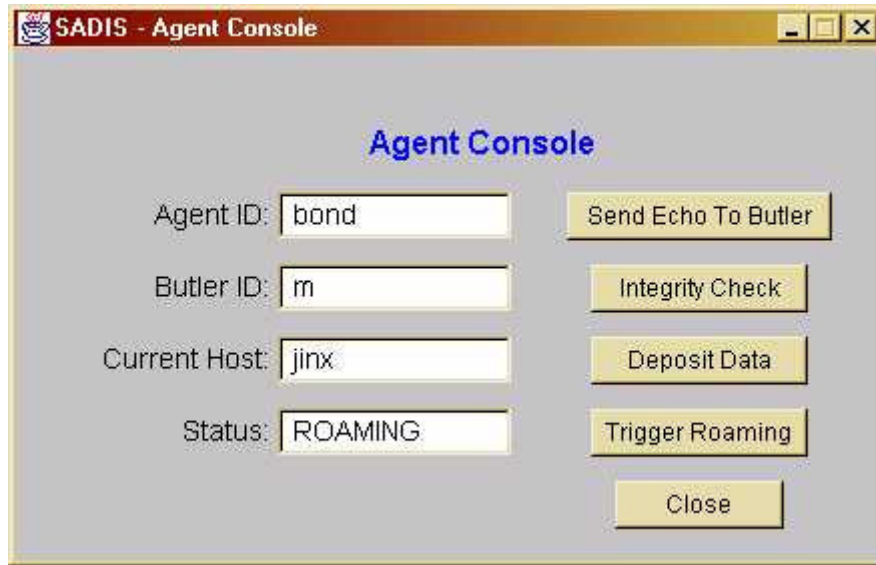 SADIS - Agent Console
Agent Console
Agent ID: bond Send Echo To Butler
Butler ID: m Integrity Check
Current Host: jinx Deposit Data
Status: ROAMING Trigger Roaming
Close